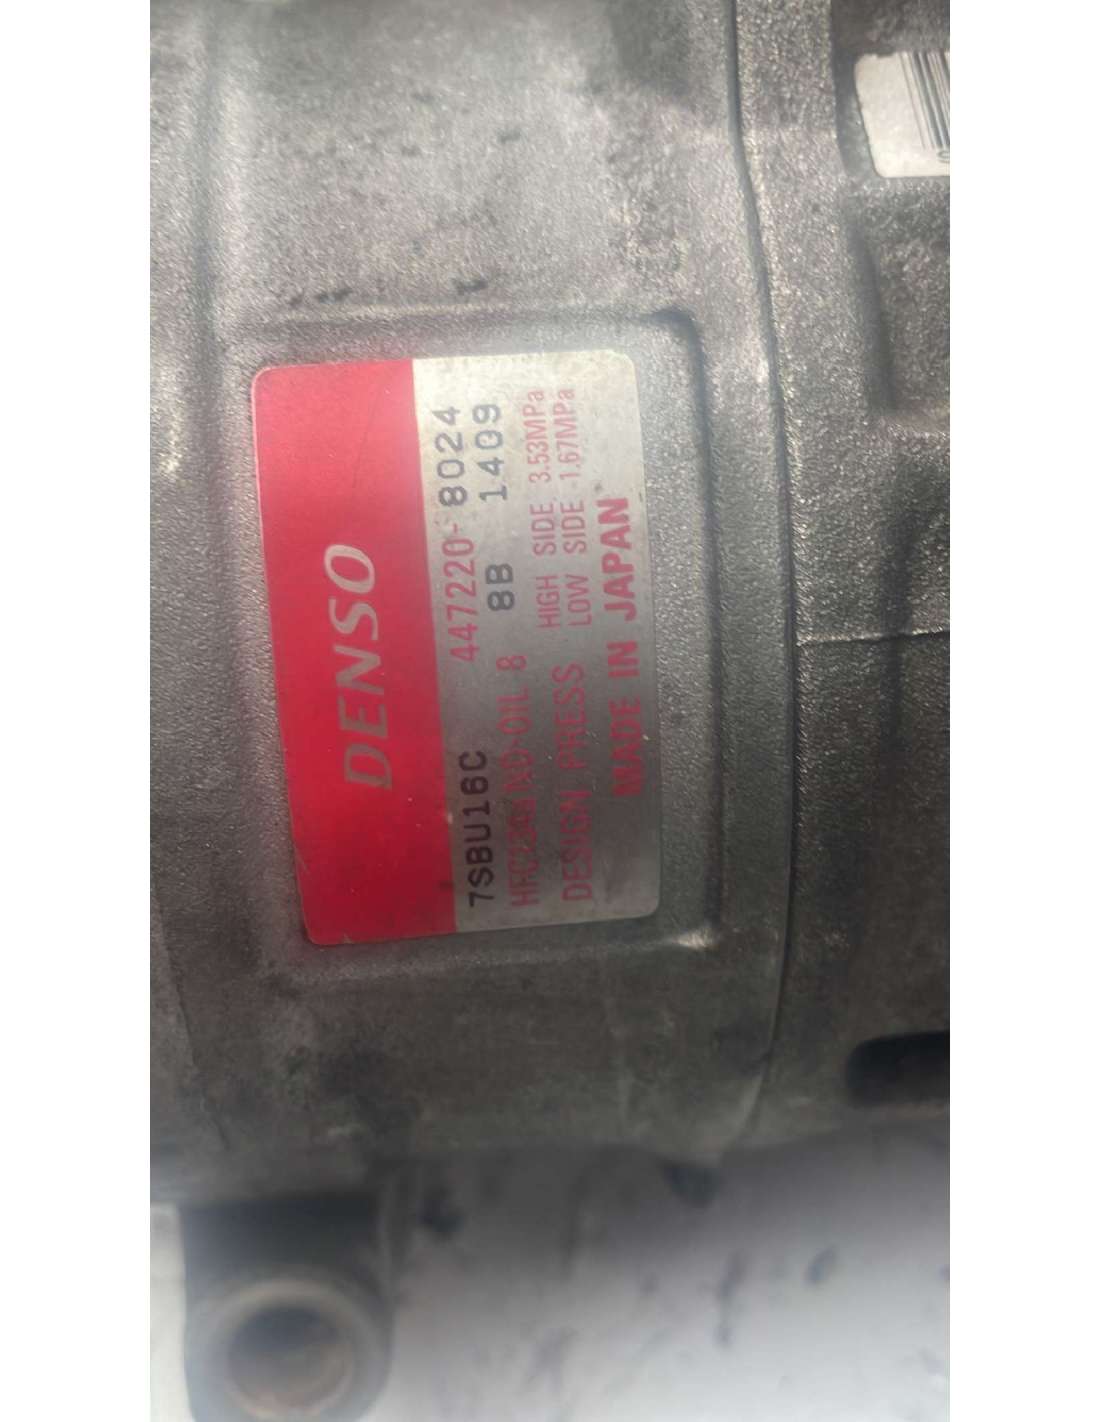 DENSO
7SBU16C 447220-8024
HFC134a ND-OIL 8 8B 1409
DESIGN PRESS HIGH SIDE 3.53MPa
LOW SIDE 1.67MPa
MADE IN JAPAN